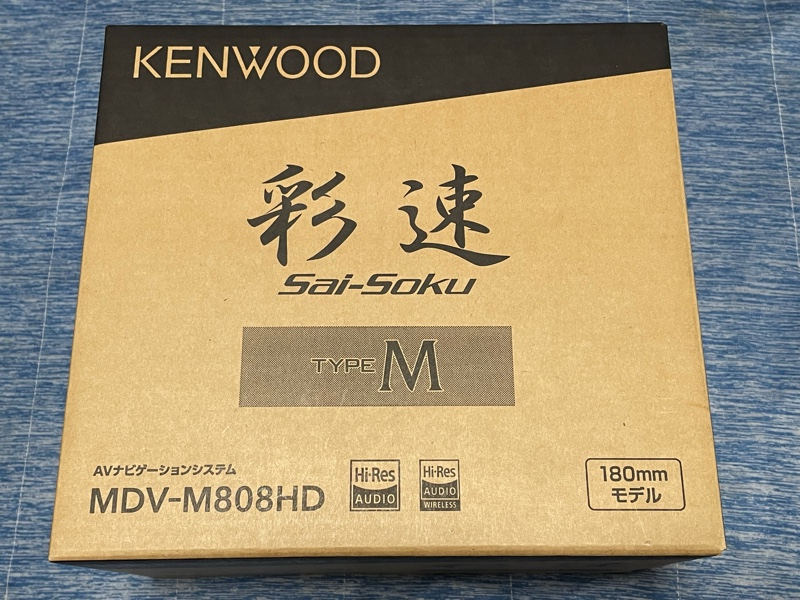 KENWOOD
彩速
Sai-Soku
TYPE M
AVナビゲーションシステム
MDV-M808HD
Hi-Res
AUDIO
Hi-Res
AUDIO
WIRELESS
180mm
モデル